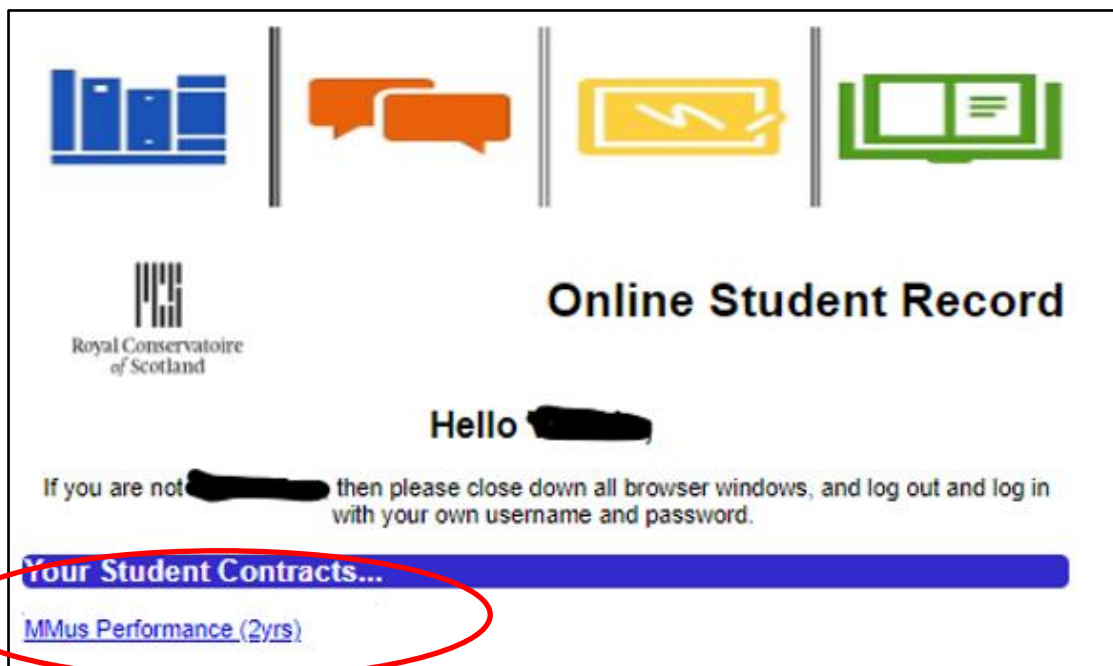 Royal Conservatoire
of Scotland
Online Student Record
Hello
If you are not then please close down all browser windows, and log out and log in
with your own username and password.
Your Student Contracts...
MMus Performance (2yrs)